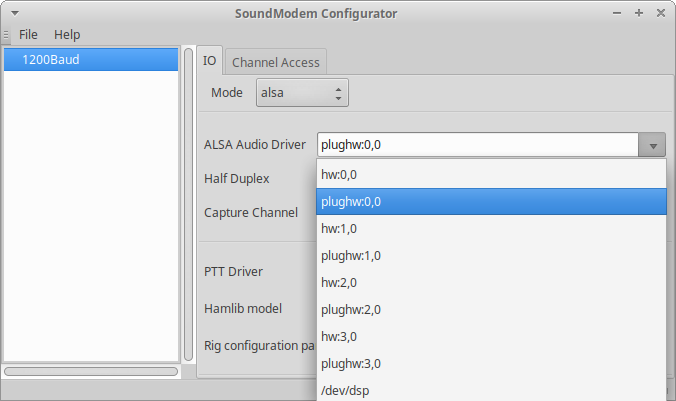 SoundModem Configurator
File Help
1200Baud
IO Channel Access
Mode alsa
ALSA Audio Driver plughw:0,0
hw:0,0
Half Duplex
plughw:0,0
Capture Channel
hw:1,0
plughw:1,0
PTT Driver
hw:2,0
Hamlib model
plughw:2,0
hw:3,0
Rig configuration pa
plughw:3,0
/dev/dsp